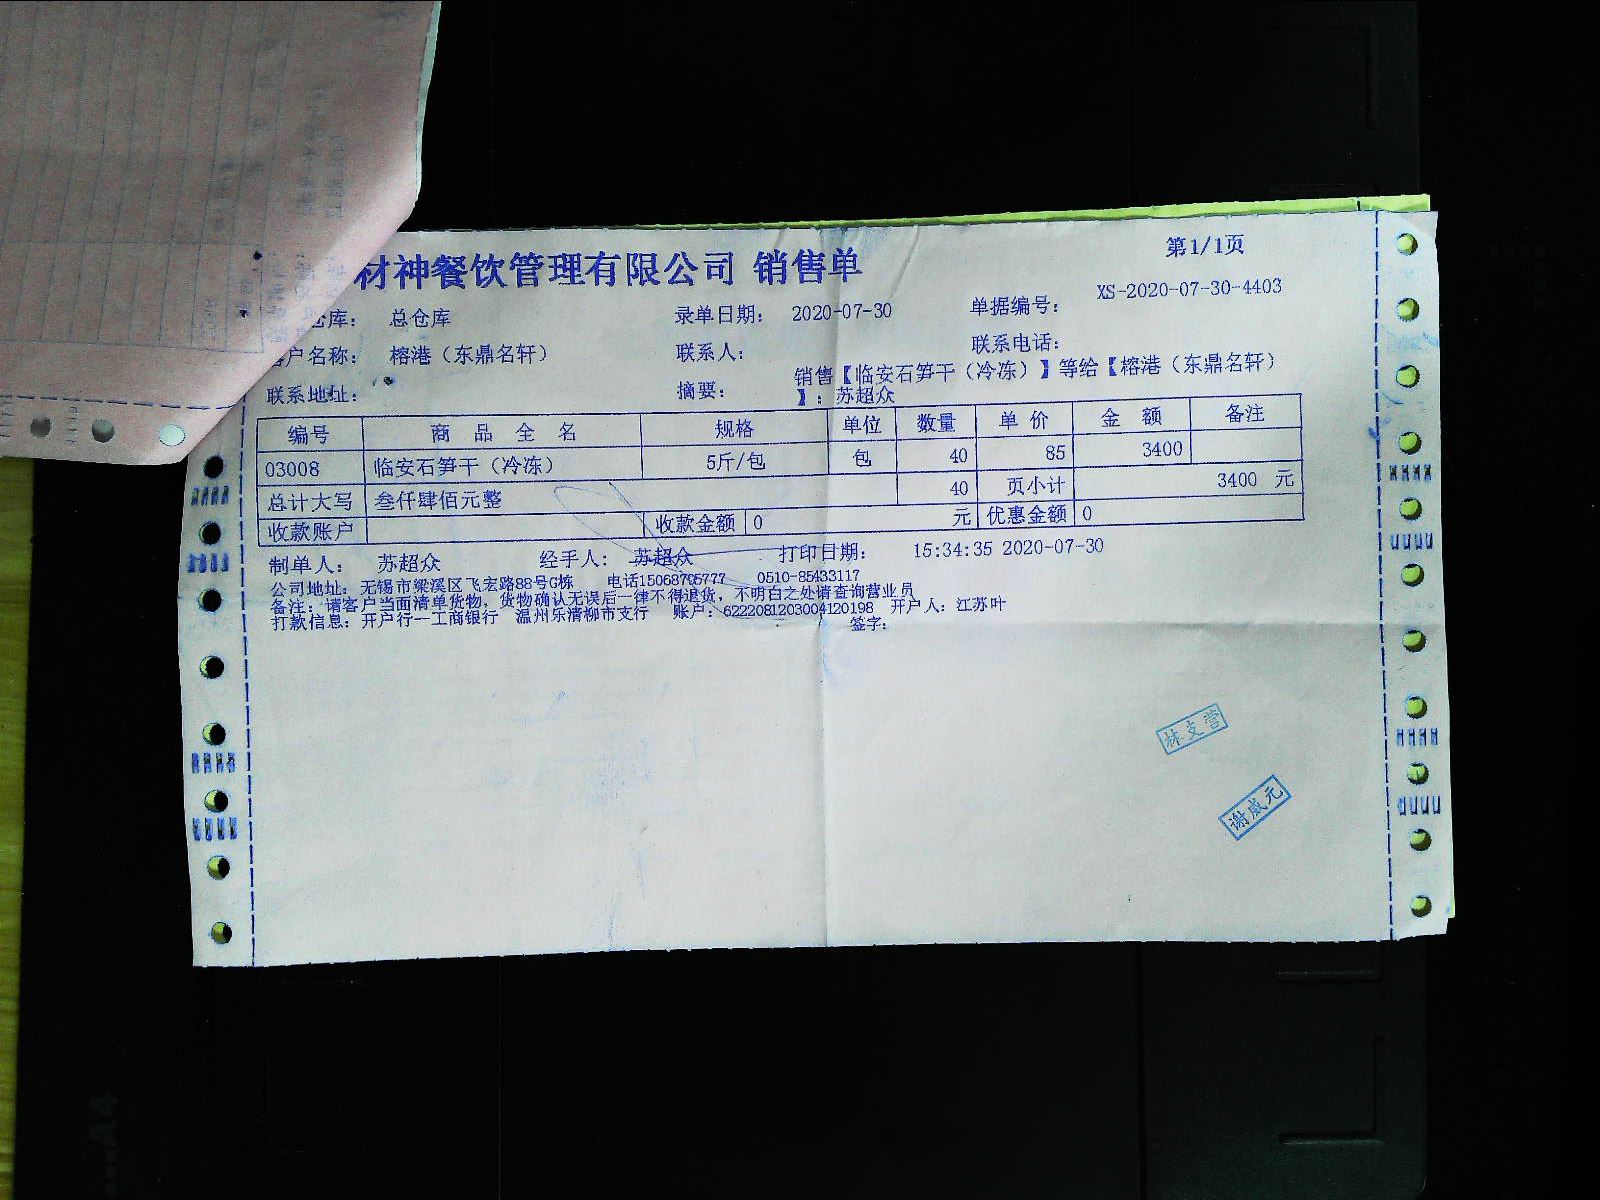 材神餐饮管理有限公司 销售单
第1/1页
仓库： 总仓库 录单日期： 2020-07-30 单据编号： XS-2020-07-30-4403
客户名称： 榕港（东鼎名轩） 联系人： 联系电话：
联系地址： 摘要： 销售【临安石笋干（冷冻）】等给【榕港（东鼎名轩）
】：苏超众
编号 商 品 全 名 规格 单位 数量 单 价 金 额 备注
03008 临安石笋干（冷冻） 5斤/包 包 40 85 3400
总计大写 叁仟肆佰元整 40 页小计 3400 元
收款账户 收款金额 0 元 优惠金额 0
制单人： 苏超众 经手人： 苏超众 打印日期： 15:34:35 2020-07-30
公司地址：无锡市梁溪区飞宏路88号G栋 电话15068705777 0510-85433117
备注：请客户当面清单货物，货物确认无误后一律不得退货，不明白之处请查询营业员
打款信息：开户行一工商银行 温州乐清柳市支行 账户：6222081203004120198 开户人：江苏叶
签字：
林支营
谢威元